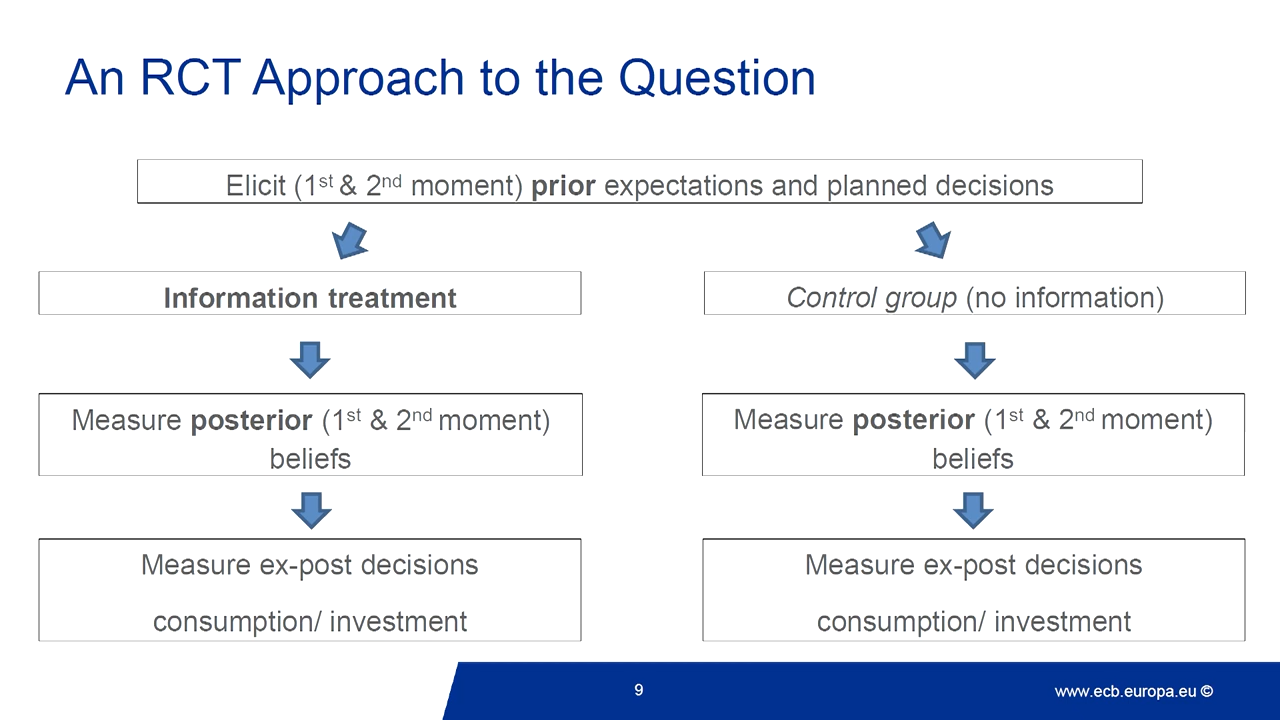 An RCT Approach to the Question
Elicit (1st & 2nd moment) prior expectations and planned decisions
Information treatment
Control group (no information)
Measure posterior (1st & 2nd moment)
beliefs
Measure posterior (1st & 2nd moment)
beliefs
Measure ex-post decisions
consumption/ investment
Measure ex-post decisions
consumption/ investment
9
www.ecb.europa.eu ©